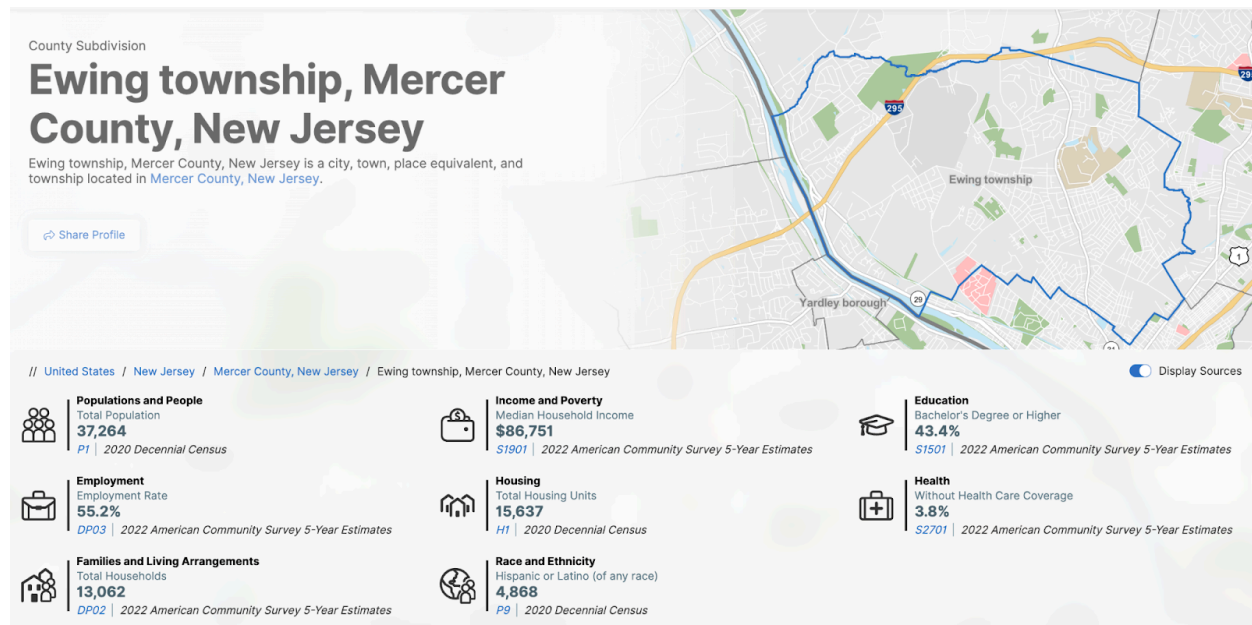 County Subdivision
Ewing township, Mercer
County, New Jersey
Ewing township, Mercer County, New Jersey is a city, town, place equivalent, and
township located in Mercer County, New Jersey.
Share Profile
295
29
Ewing township
1
Yardley borough
29
// United States / New Jersey / Mercer County, New Jersey / Ewing township, Mercer County, New Jersey
Display Sources
Populations and People
Total Population
37,264
P1 | 2020 Decennial Census
Income and Poverty
Median Household Income
$86,751
S1901 | 2022 American Community Survey 5-Year Estimates
Education
Bachelor's Degree or Higher
43.4%
S1501 | 2022 American Community Survey 5-Year Estimates
Employment
Employment Rate
55.2%
DP03 | 2022 American Community Survey 5-Year Estimates
Housing
Total Housing Units
15,637
H1 | 2020 Decennial Census
Health
Without Health Care Coverage
3.8%
S2701 | 2022 American Community Survey 5-Year Estimates
Families and Living Arrangements
Total Households
13,062
DP02 | 2022 American Community Survey 5-Year Estimates
Race and Ethnicity
Hispanic or Latino (of any race)
4,868
P9 | 2020 Decennial Census